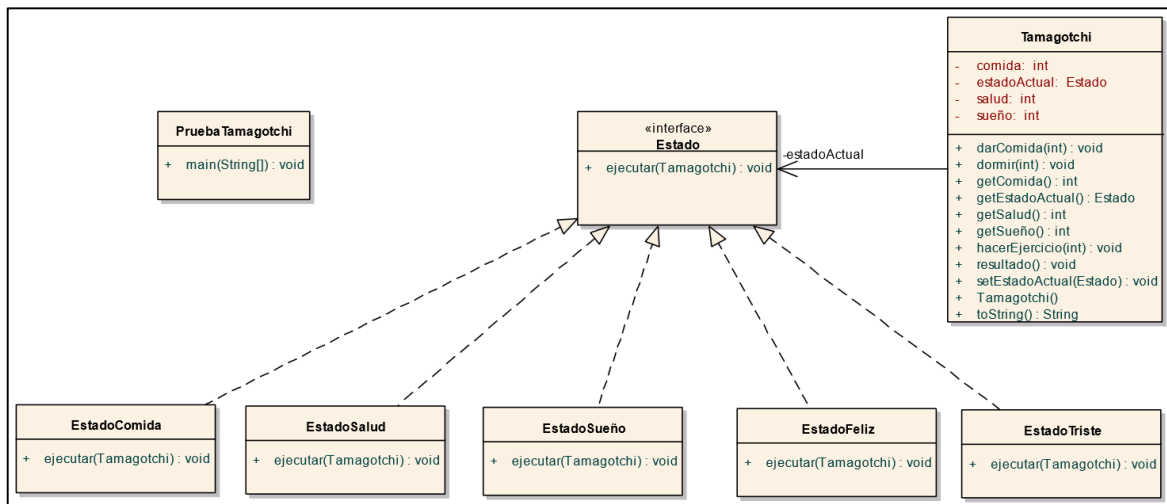 PruebaTamagotchi
+ main(String[]) : void
«interface»
Estado
+ ejecutar(Tamagotchi) : void
-estadoActual
Tamagotchi
- comida: int
- estadoActual: Estado
- salud: int
- sueño: int
+ darComida(int) : void
+ dormir(int) : void
+ getComida() : int
+ getEstadoActual() : Estado
+ getSalud() : int
+ getSueño() : int
+ hacerEjercicio(int) : void
+ resultado() : void
+ setEstadoActual(Estado) : void
+ Tamagotchi()
+ toString() : String
EstadoComida
+ ejecutar(Tamagotchi) : void
EstadoSalud
+ ejecutar(Tamagotchi) : void
EstadoSueño
+ ejecutar(Tamagotchi) : void
EstadoFeliz
+ ejecutar(Tamagotchi) : void
EstadoTriste
+ ejecutar(Tamagotchi) : void